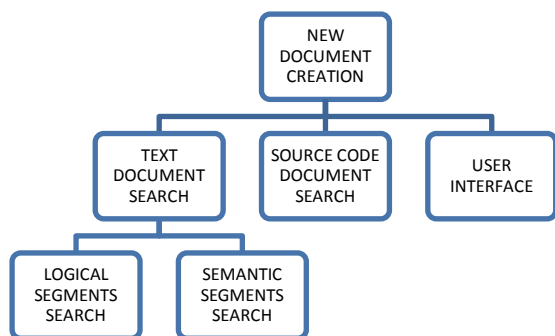 NEW
DOCUMENT
CREATION
TEXT
DOCUMENT
SEARCH
SOURCE CODE
DOCUMENT
SEARCH
USER
INTERFACE
LOGICAL
SEGMENTS
SEARCH
SEMANTIC
SEGMENTS
SEARCH